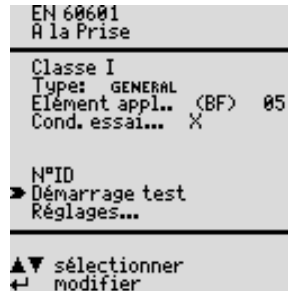 EN 60601
A la Prise
Classe I
Type: GENERAL
Elément appl.. (BF) 05
Cond. essai... X
N°ID
Démarrage test
Réglages...
▲▼ sélectionner
↵ modifier